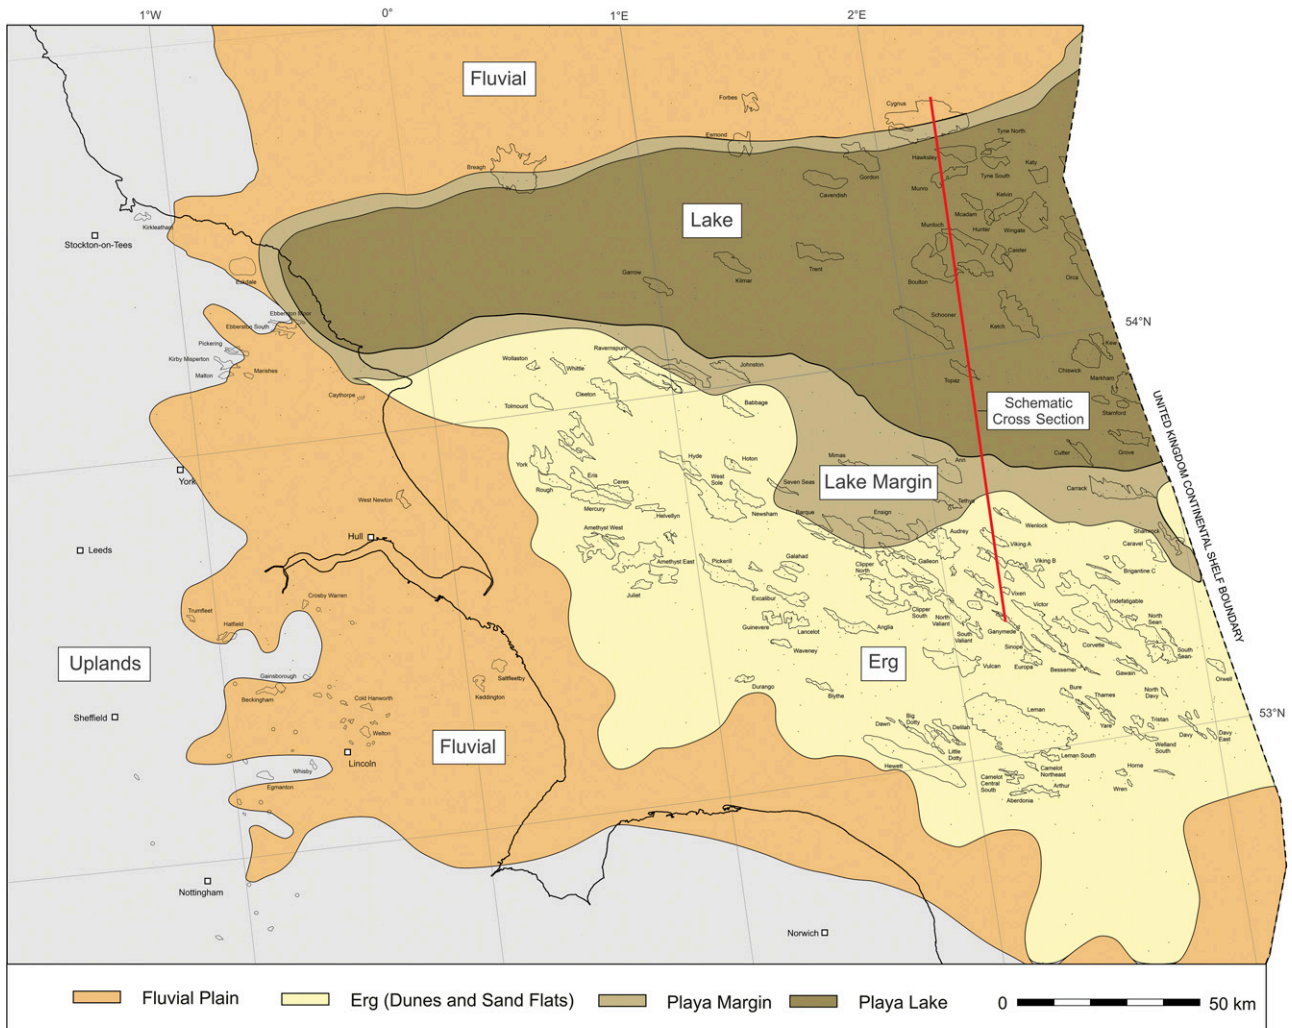 1°W
0°
1°E
2°E
Fluvial
Forbes
Cygnus
Esmond
Tyne North
Hawksley
Breagh
Gordon
Tyne South
Katy
Cavendish
Munro
Kelvin
Mcadam
Lake
Kirkleatham
Murdoch
Hunter
Wingate
Stockton-on-Tees
Caister
Eskdale
Garrow
Kilmar
Trent
Boulton
Orca
Ebberston Moor
Ebberston South
Schooner
Ketch
54°N
Pickering
Ravenspurn
Kew
Kirby Misperton
Wollaston
Whittle
Johnston
Malton
Marishes
Chiswick
Topaz
Markham
Caythorpe
Cleeton
Tolmount
Babbage
Schematic
Cross Section
Stamford
UNITED KINGDOM CONTINENTAL SHELF BOUNDARY
Cutter
Grove
Hyde
Hoton
Mimas
Ann
York
York
Eris
West
Sole
Seven Seas
Lake Margin
Rough
Ceres
Carrack
Tethys
West Newton
Mercury
Helvellyn
Newsham
Barque
Ensign
Wenlock
Hull
Amethyst West
Audrey
Shamrock
Leeds
Viking A
Caravel
Galahad
Clipper
North
Galleon
Viking B
Amethyst East
Pickerill
Brigantine C
Juliet
Excalibur
Vixen
Crosby Warren
Victor
Indefatigable
Trumfleet
Clipper
South
North
Valiant
North
Sean
Hatfield
Guinevere
Lancelot
Anglia
South
Valiant
Ganymede
Sinope
Corvette
South
Sean
Uplands
Waveney
Erg
Vulcan
Europa
Bessemer
Gawain
Orwell
Saltfleetby
Gainsborough
Keddington
Durango
Blythe
Bure
North
Davy
Beckingham
Cold Hanworth
Thames
Leman
53°N
Sheffield
Dawn
Big
Dotty
Delilah
Yare
Tristan
Davy
Davy
East
Welton
Fluvial
Welland
South
Little
Dotty
Leman South
Lincoln
Hewett
Whisby
Camelot
Northeast
Horne
Egmanton
Camelot
Central
South
Arthur
Wren
Aberdonia
Nottingham
Norwich
Fluvial Plain
Erg (Dunes and Sand Flats)
Playa Margin
Playa Lake
0
50 km